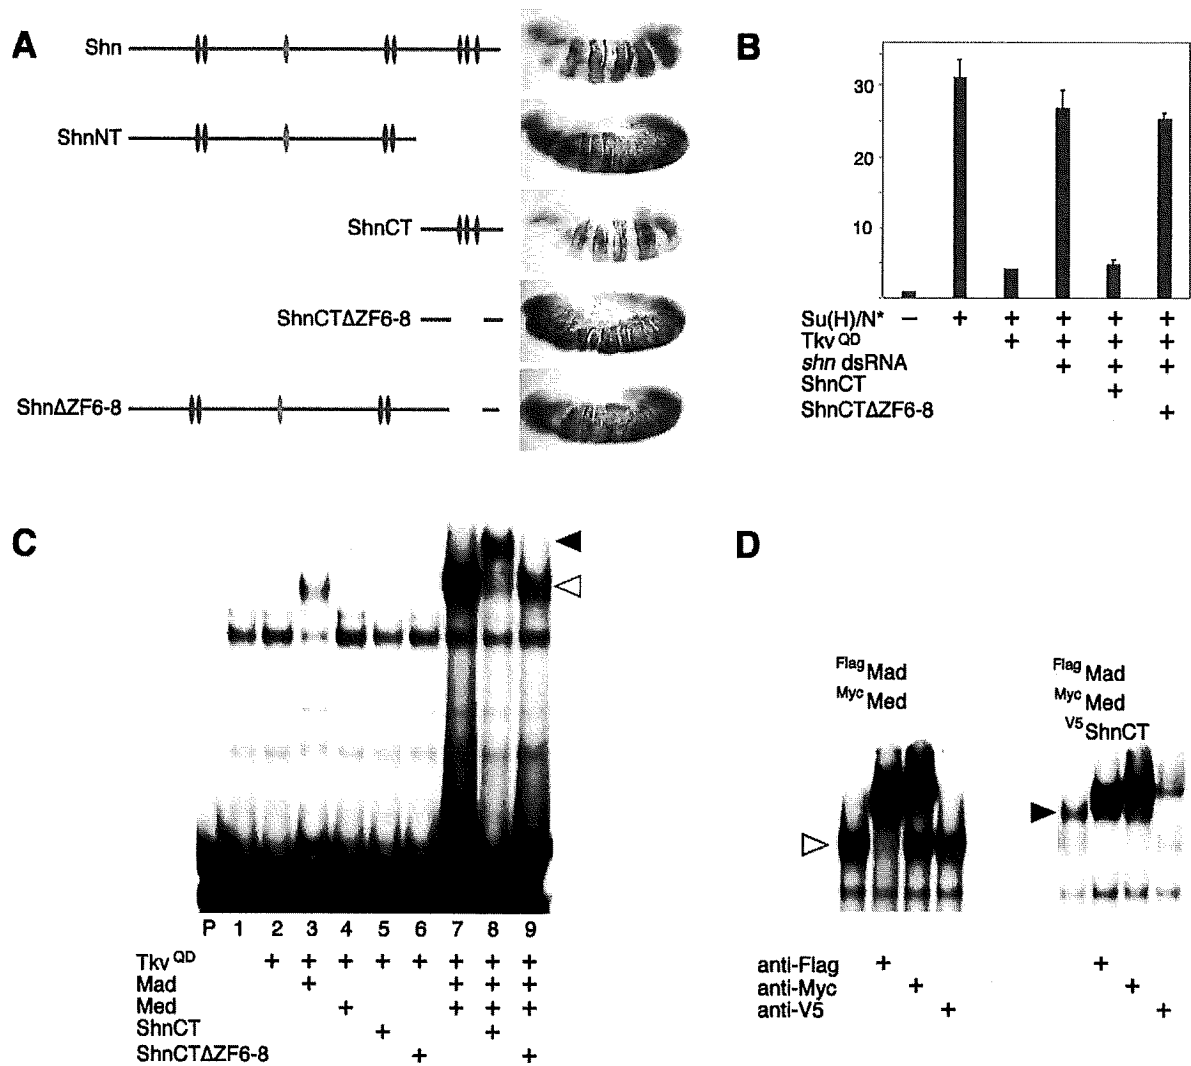 A
Shn
ShnNT
ShnCT
ShnCTΔZF6-8
ShnΔZF6-8
B
30
20
10
Su(H)/N* – + + + + +
Tkv QD + + + +
shn dsRNA + + +
ShnCT +
ShnCTΔZF6-8 +
C
P 1 2 3 4 5 6 7 8 9
Tkv QD + + + + + + + +
Mad + + + +
Med + + + +
ShnCT + +
ShnCTΔZF6-8 + +
D
Flag Mad
Myc Med
Flag Mad
Myc Med
V5 ShnCT
anti-Flag + +
anti-Myc + +
anti-V5 + +